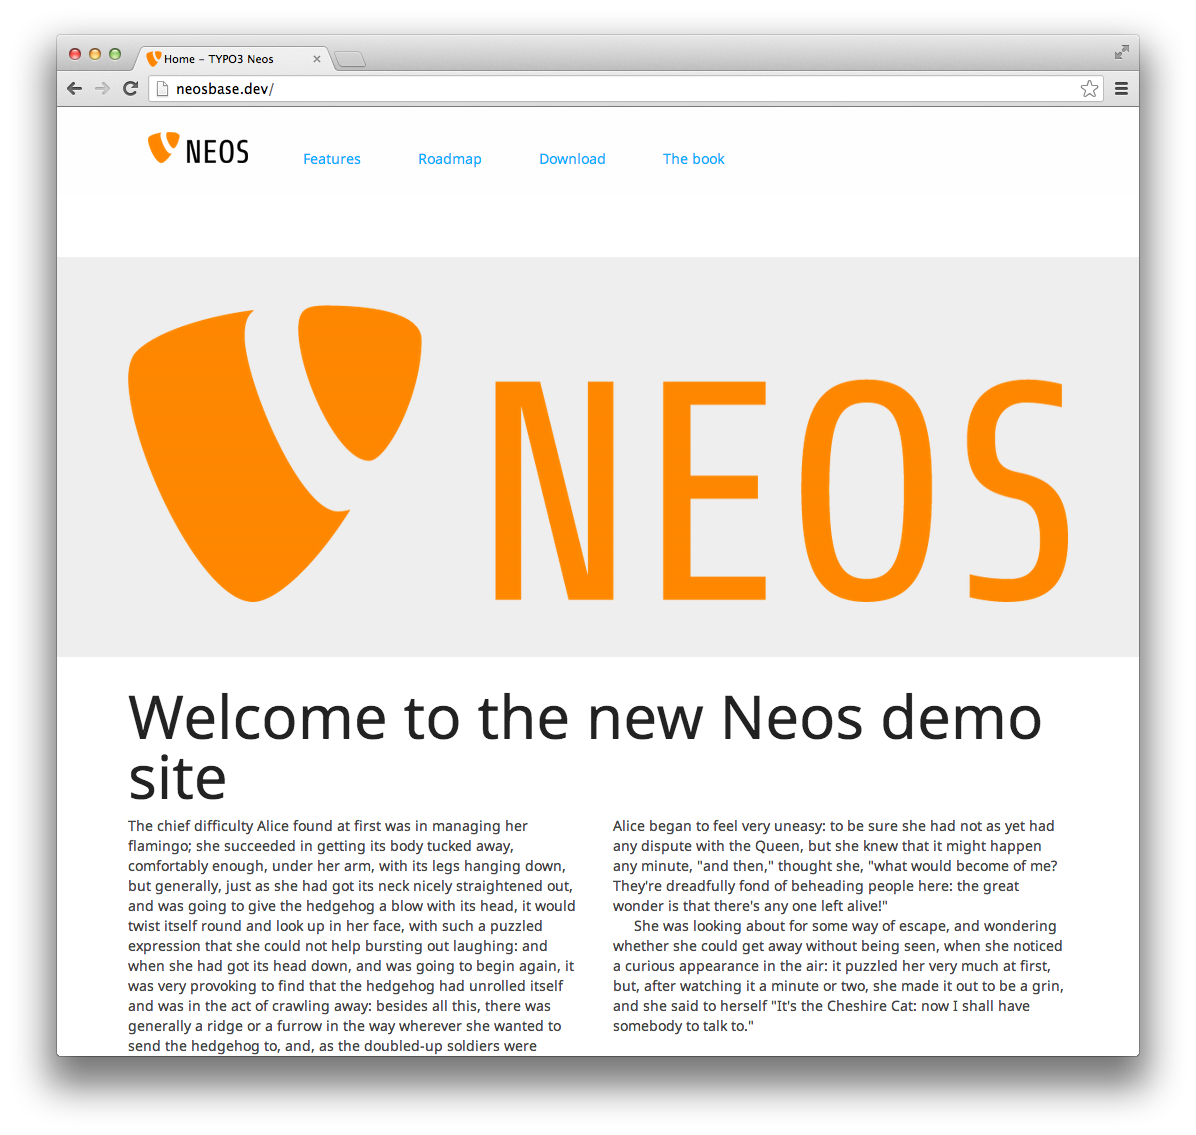 Home – TYPO3 Neos
neosbase.dev/
NEOS
Features
Roadmap
Download
The book
NEOS
Welcome to the new Neos demo
site
The chief difficulty Alice found at first was in managing her
flamingo; she succeeded in getting its body tucked away,
comfortably enough, under her arm, with its legs hanging down,
but generally, just as she had got its neck nicely straightened out,
and was going to give the hedgehog a blow with its head, it would
twist itself round and look up in her face, with such a puzzled
expression that she could not help bursting out laughing: and
when she had got its head down, and was going to begin again, it
was very provoking to find that the hedgehog had unrolled itself
and was in the act of crawling away: besides all this, there was
generally a ridge or a furrow in the way wherever she wanted to
send the hedgehog to, and, as the doubled-up soldiers were
Alice began to feel very uneasy: to be sure she had not as yet had
any dispute with the Queen, but she knew that it might happen
any minute, "and then," thought she, "what would become of me?
They're dreadfully fond of beheading people here: the great
wonder is that there's any one left alive!"
She was looking about for some way of escape, and wondering
whether she could get away without being seen, when she noticed
a curious appearance in the air: it puzzled her very much at first,
but, after watching it a minute or two, she made it out to be a grin,
and she said to herself "It's the Cheshire Cat: now I shall have
somebody to talk to."